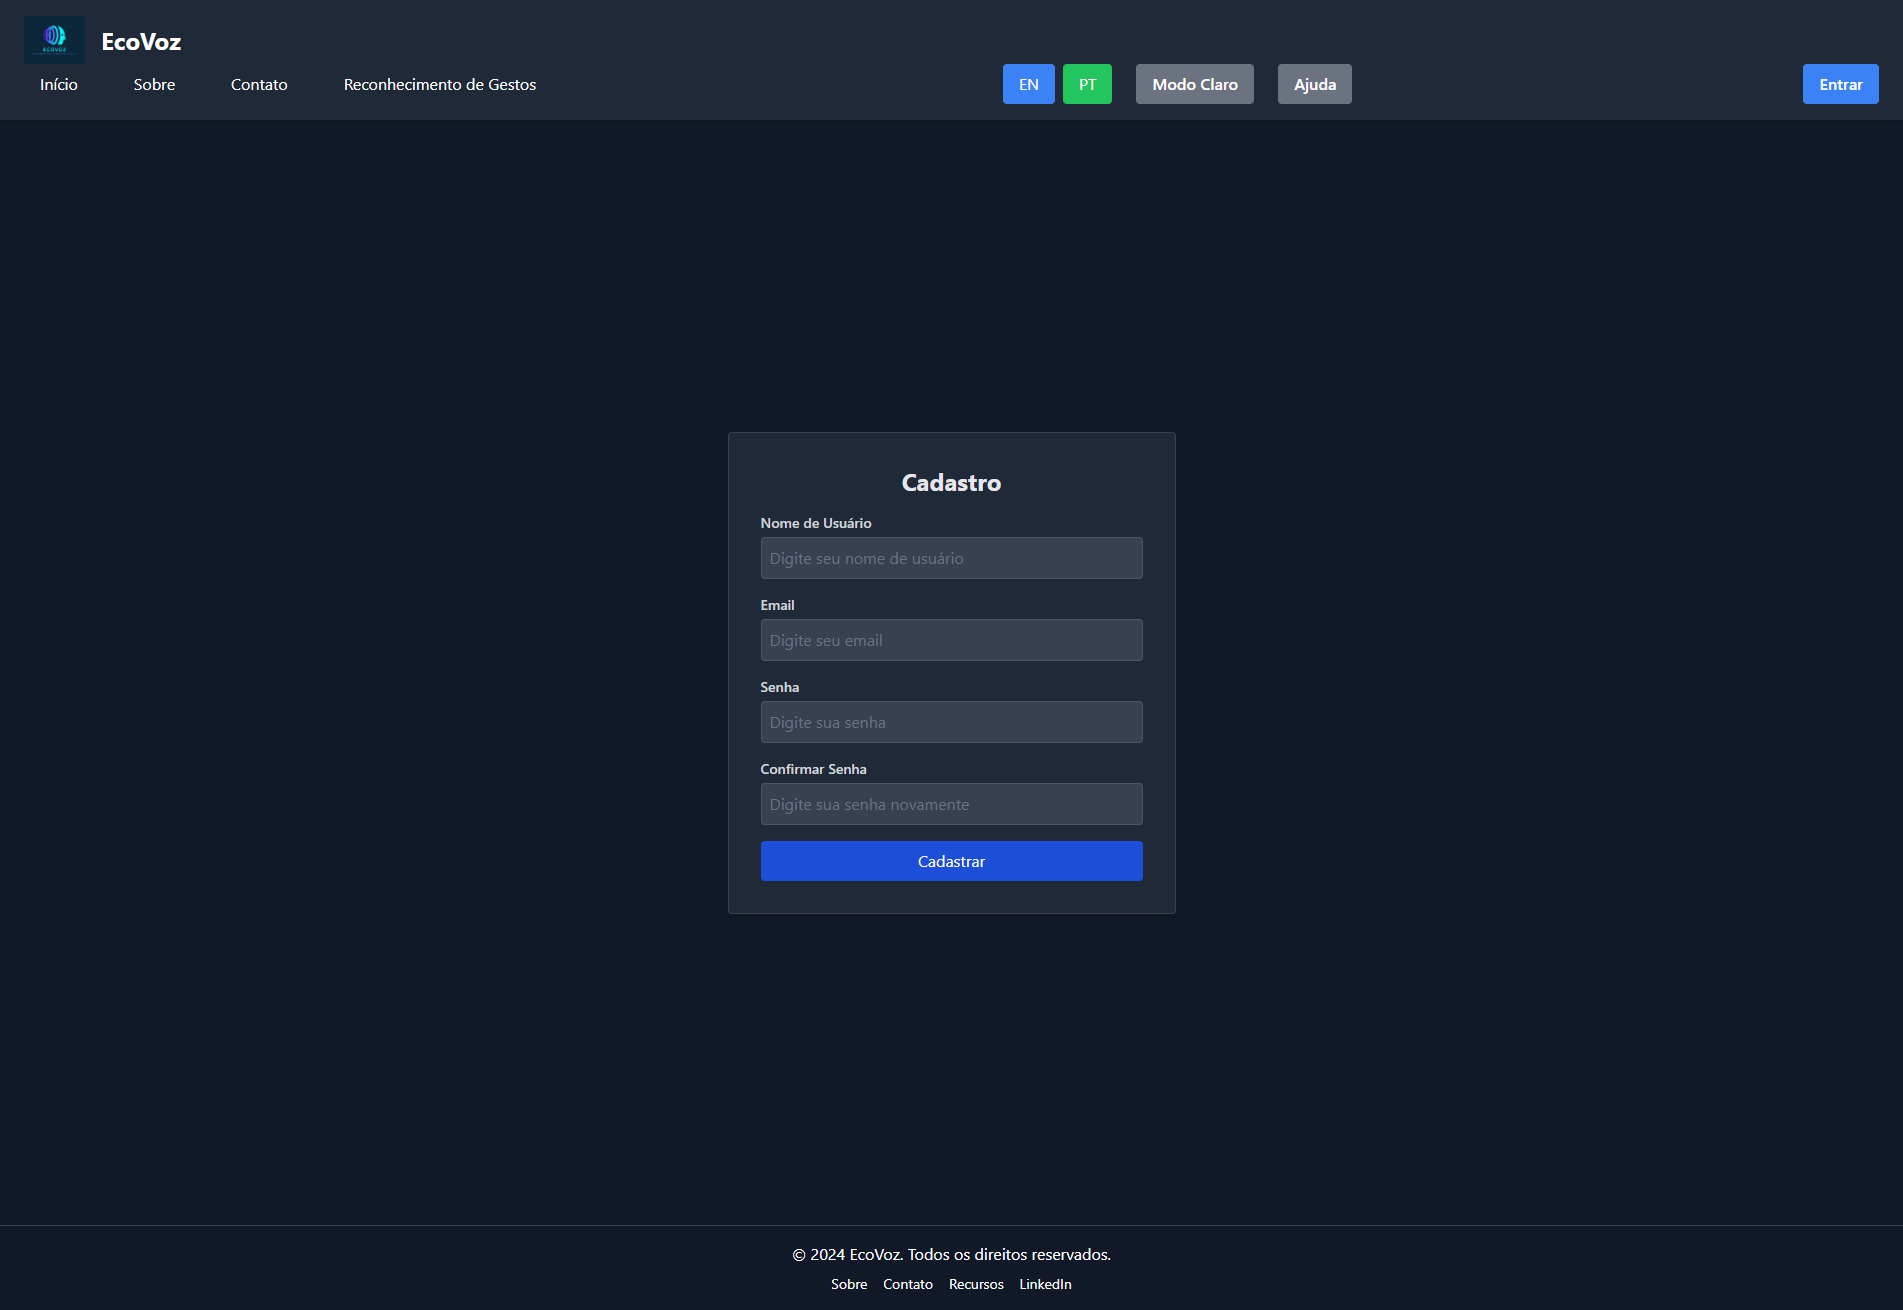 ECOVOZ
EcoVoz
Início Sobre Contato Reconhecimento de Gestos EN PT Modo Claro Ajuda Entrar
Cadastro
Nome de Usuário
Digite seu nome de usuário
Email
Digite seu email
Senha
Digite sua senha
Confirmar Senha
Digite sua senha novamente
Cadastrar
© 2024 EcoVoz. Todos os direitos reservados.
Sobre Contato Recursos LinkedIn